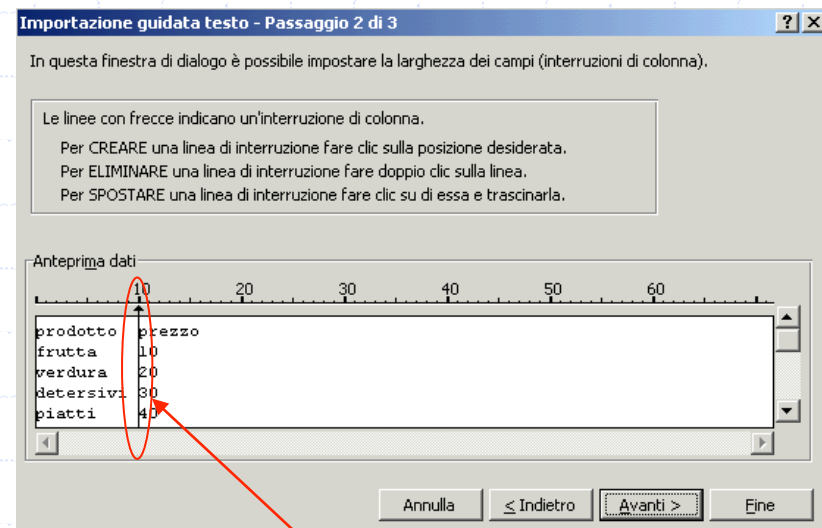 Importazione guidata testo - Passaggio 2 di 3
In questa finestra di dialogo è possibile impostare la larghezza dei campi (interruzioni di colonna).
Le linee con frecce indicano un'interruzione di colonna.
Per CREARE una linea di interruzione fare clic sulla posizione desiderata.
Per ELIMINARE una linea di interruzione fare doppio clic sulla linea.
Per SPOSTARE una linea di interruzione fare clic su di essa e trascinarla.
Anteprima dati
10 20 30 40 50 60
prodotto prezzo
frutta 10
verdura 20
detersivi 30
piatti 40
Annulla < Indietro Avanti > Fine